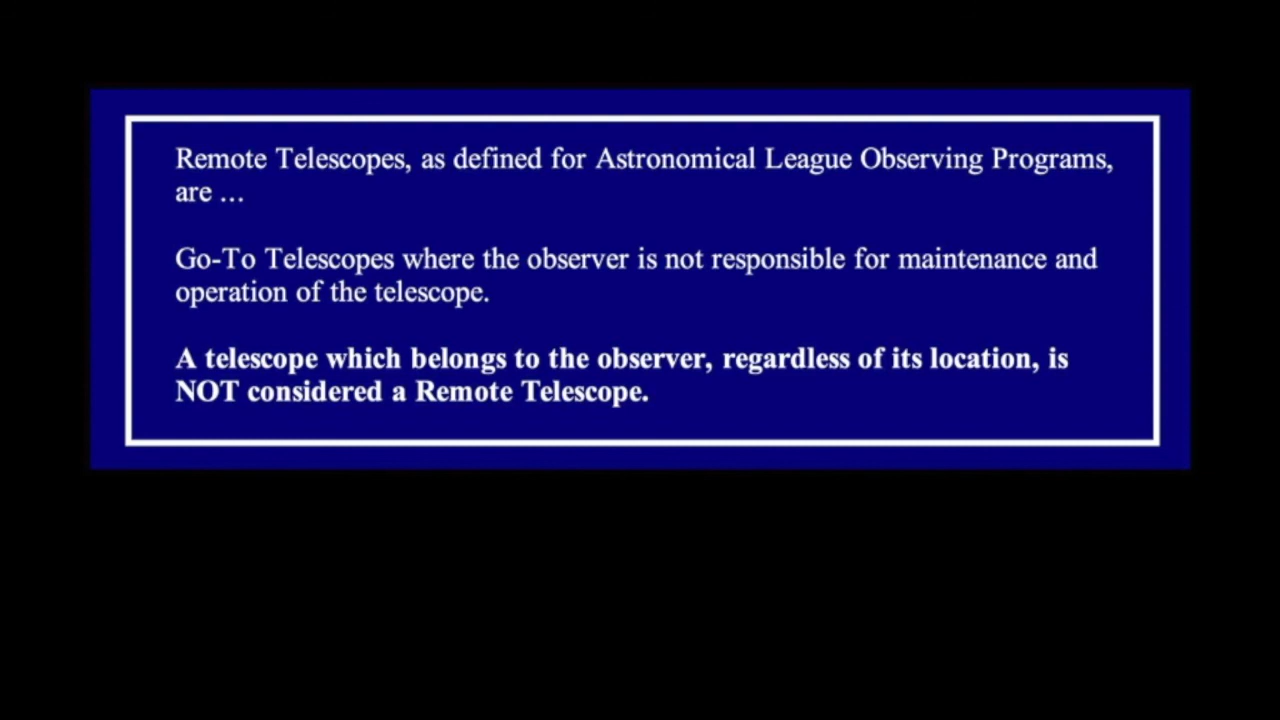 Remote Telescopes, as defined for Astronomical League Observing Programs,
are ...
Go-To Telescopes where the observer is not responsible for maintenance and
operation of the telescope.
A telescope which belongs to the observer, regardless of its location, is
NOT considered a Remote Telescope.